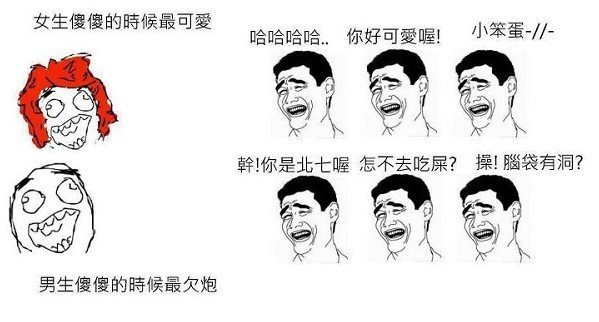 女生傻傻的時候最可愛
哈哈哈哈..
你好可愛喔!
小笨蛋-//-
幹!你是北七喔
怎不去吃屎?
操! 腦袋有洞?
男生傻傻的時候最欠炮